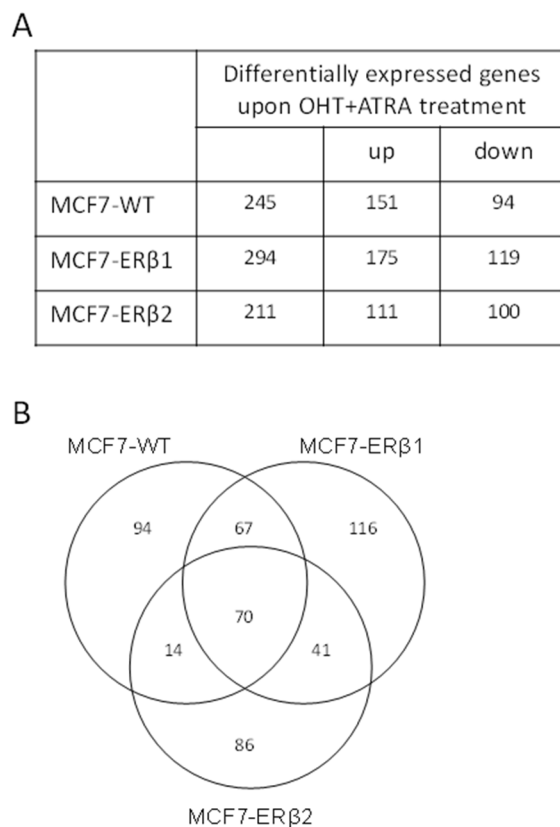 A
Differentially expressed genes
upon OHT+ATRA treatment
up down
MCF7-WT 245 151 94
MCF7-ERβ1 294 175 119
MCF7-ERβ2 211 111 100
B
MCF7-WT MCF7-ERβ1
94 67 116
70
14 41
86
MCF7-ERβ2